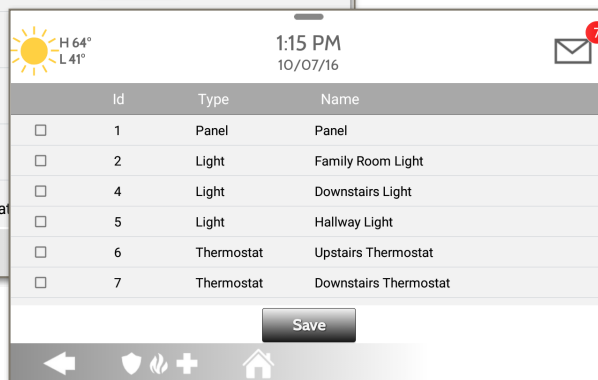 H 64°
L 41°
1:15 PM
10/07/16
7
Id Type Name
1 Panel Panel
2 Light Family Room Light
4 Light Downstairs Light
5 Light Hallway Light
6 Thermostat Upstairs Thermostat
7 Thermostat Downstairs Thermostat
Save